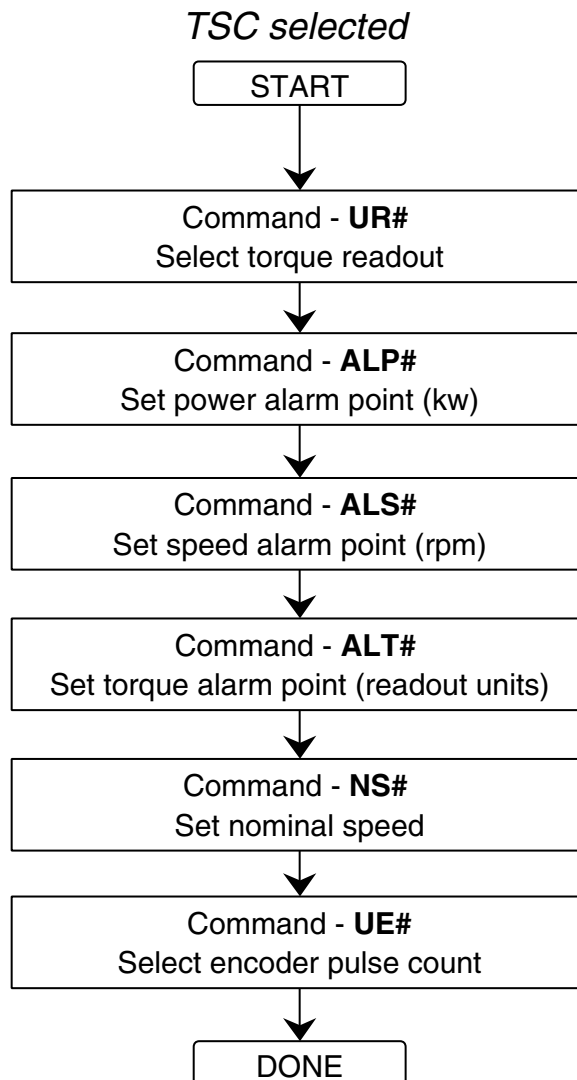 TSC selected
START
Command - UR#
Select torque readout
Command - ALP#
Set power alarm point (kw)
Command - ALS#
Set speed alarm point (rpm)
Command - ALT#
Set torque alarm point (readout units)
Command - NS#
Set nominal speed
Command - UE#
Select encoder pulse count
DONE